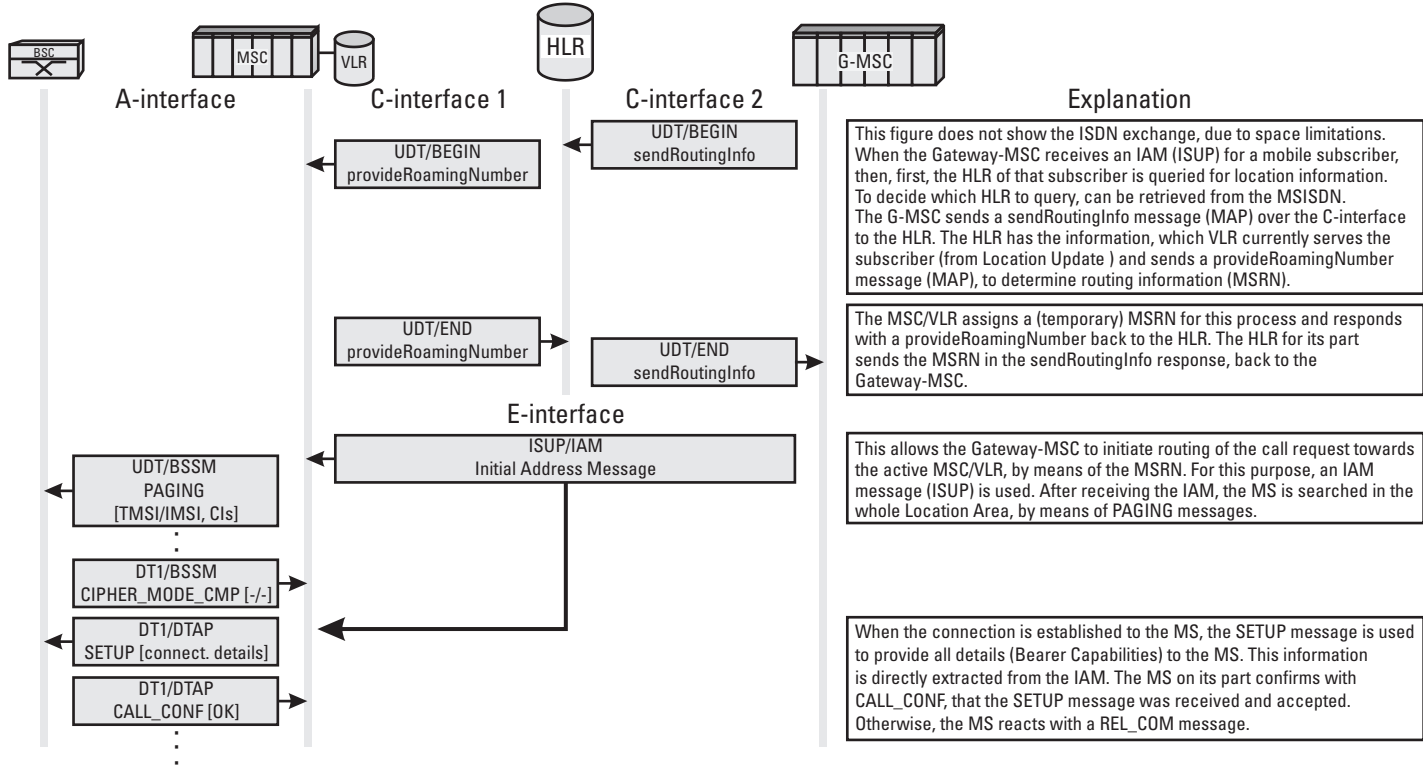 BSC
MSC
VLR
HLR
G-MSC
A-interface
C-interface 1
C-interface 2
Explanation
UDT/BEGIN
sendRoutingInfo
UDT/BEGIN
provideRoamingNumber
This figure does not show the ISDN exchange, due to space limitations.
When the Gateway-MSC receives an IAM (ISUP) for a mobile subscriber,
then, first, the HLR of that subscriber is queried for location information.
To decide which HLR to query, can be retrieved from the MSISDN.
The G-MSC sends a sendRoutingInfo message (MAP) over the C-interface
to the HLR. The HLR has the information, which VLR currently serves the
subscriber (from Location Update ) and sends a provideRoamingNumber
message (MAP), to determine routing information (MSRN).
UDT/END
provideRoamingNumber
UDT/END
sendRoutingInfo
The MSC/VLR assigns a (temporary) MSRN for this process and responds
with a provideRoamingNumber back to the HLR. The HLR for its part
sends the MSRN in the sendRoutingInfo response, back to the
Gateway-MSC.
E-interface
ISUP/IAM
Initial Address Message
This allows the Gateway-MSC to initiate routing of the call request towards
the active MSC/VLR, by means of the MSRN. For this purpose, an IAM
message (ISUP) is used. After receiving the IAM, the MS is searched in the
whole Location Area, by means of PAGING messages.
UDT/BSSM
PAGING
[TMSI/IMSI, CIs]
DT1/BSSM
CIPHER_MODE_CMP [-/-]
DT1/DTAP
SETUP [connect. details]
DT1/DTAP
CALL_CONF [OK]
When the connection is established to the MS, the SETUP message is used
to provide all details (Bearer Capabilities) to the MS. This information
is directly extracted from the IAM. The MS on its part confirms with
CALL_CONF, that the SETUP message was received and accepted.
Otherwise, the MS reacts with a REL_COM message.